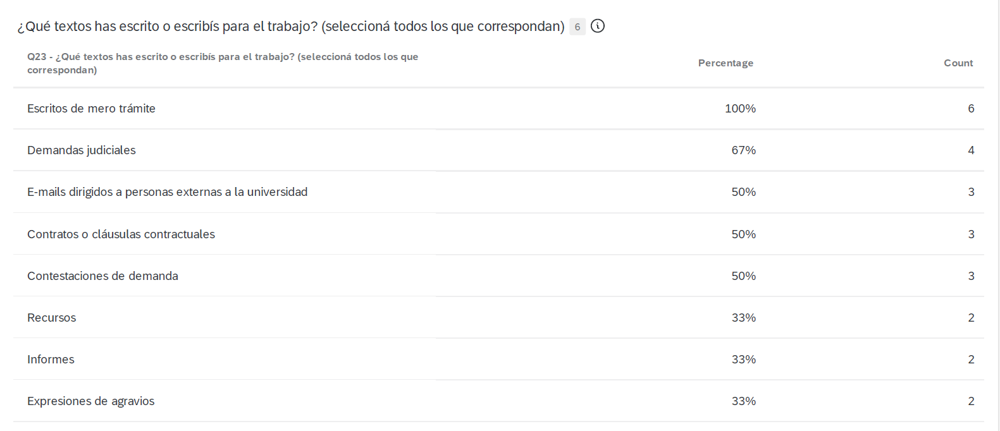 ¿Qué textos has escrito o escribís para el trabajo? (seleccioná todos los que correspondan) 6
Q23 - ¿Qué textos has escrito o escribís para el trabajo? (seleccioná todos los que
correspondan)
Percentage
Count
Escritos de mero trámite 100% 6
Demandas judiciales 67% 4
E-mails dirigidos a personas externas a la universidad 50% 3
Contratos o cláusulas contractuales 50% 3
Contestaciones de demanda 50% 3
Recursos 33% 2
Informes 33% 2
Expresiones de agravios 33% 2